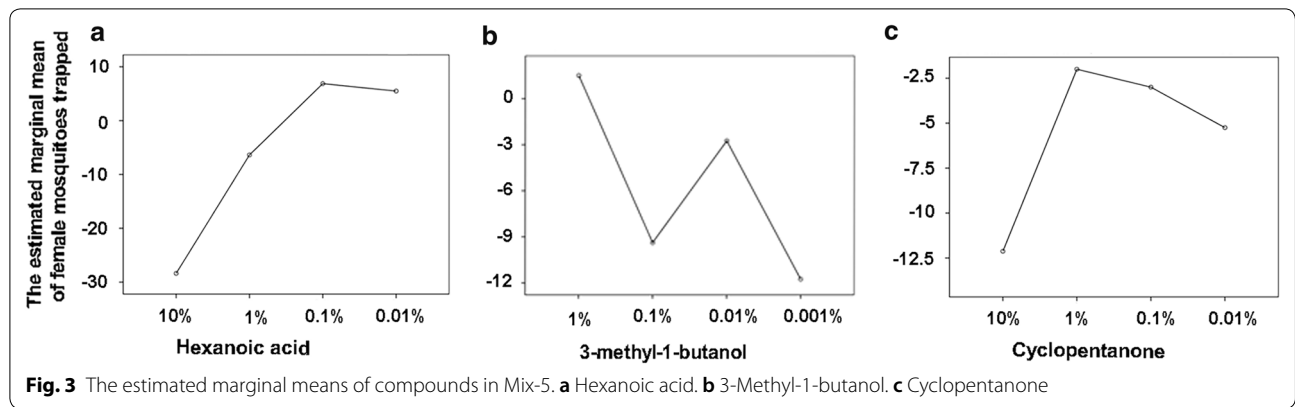 a
The estimated marginal mean
of female mosquitoes trapped
10
0
-10
-20
-30
10% 1% 0.1% 0.01%
Hexanoic acid
b
0
-3
-6
-9
-12
1% 0.1% 0.01% 0.001%
3-methyl-1-butanol
c
-2.5
-5
-7.5
-10
-12.5
10% 1% 0.1% 0.01%
Cyclopentanone
Fig. 3 The estimated marginal means of compounds in Mix-5. a Hexanoic acid. b 3-Methyl-1-butanol. c Cyclopentanone